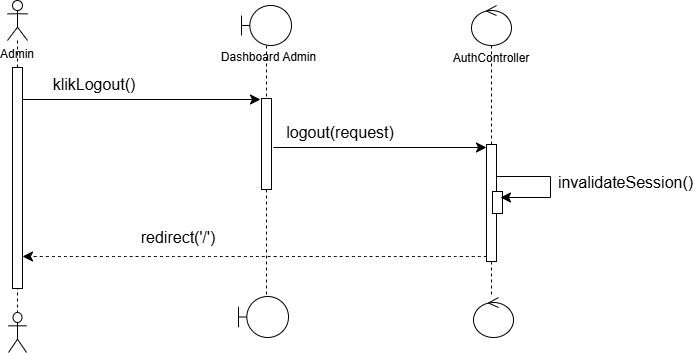 Admin
Dashboard Admin
AuthController
klikLogout()
logout(request)
invalidateSession()
redirect('/')